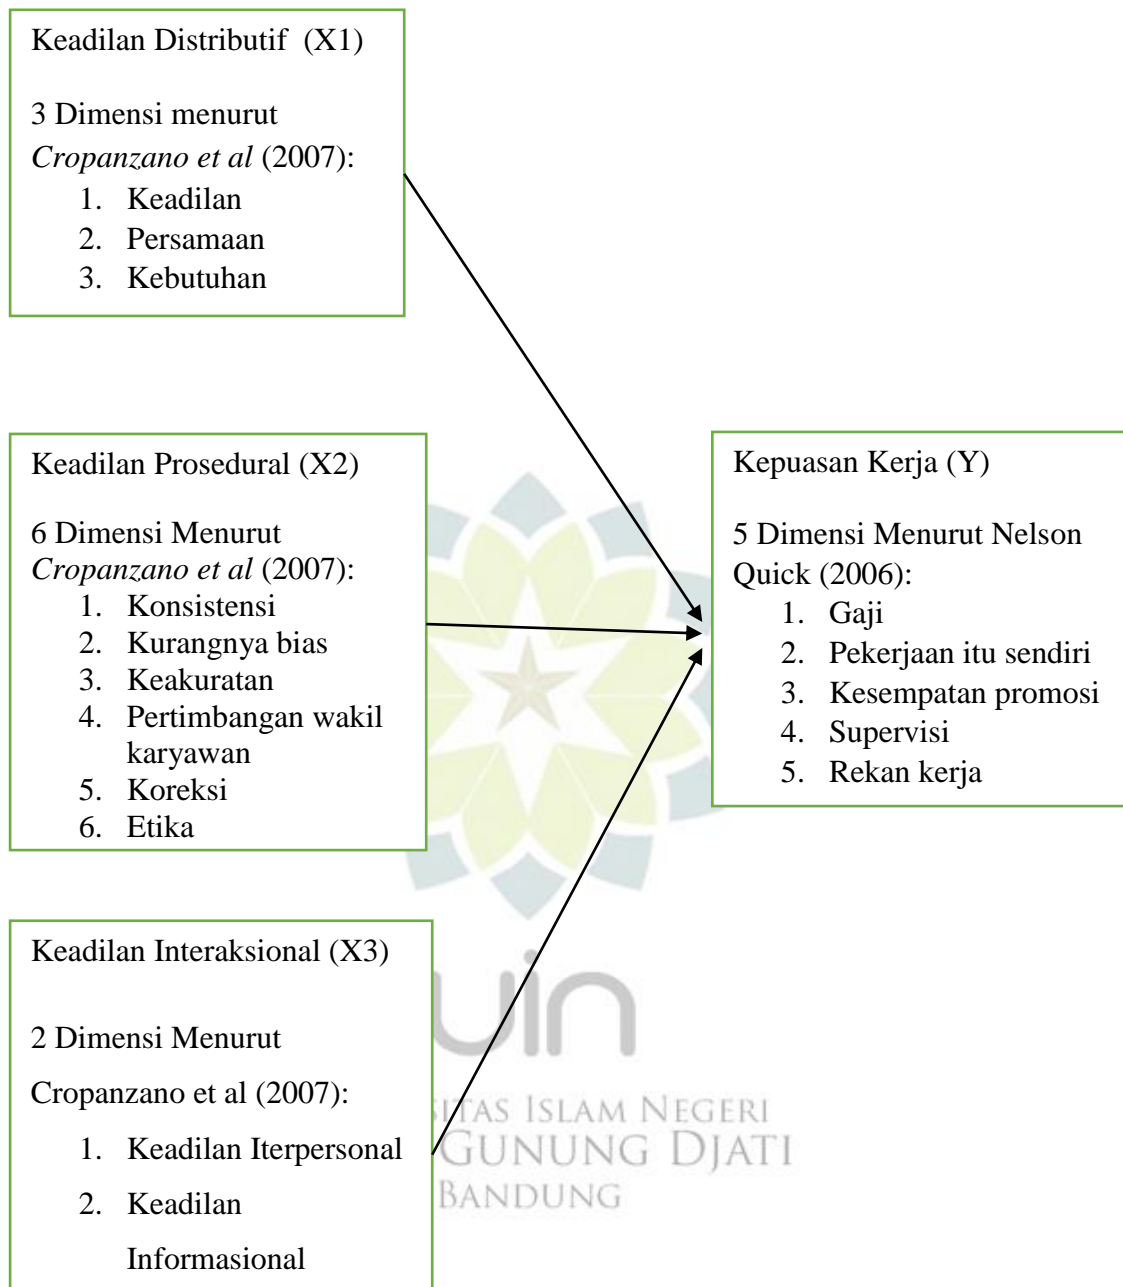 Keadilan Distributif (X1)
3 Dimensi menurut
Cropanzano et al (2007):
1. Keadilan
2. Persamaan
3. Kebutuhan
Keadilan Prosedural (X2)
6 Dimensi Menurut
Cropanzano et al (2007):
1. Konsistensi
2. Kurangnya bias
3. Keakuratan
4. Pertimbangan wakil
karyawan
5. Koreksi
6. Etika
Kepuasan Kerja (Y)
5 Dimensi Menurut Nelson
Quick (2006):
1. Gaji
2. Pekerjaan itu sendiri
3. Kesempatan promosi
4. Supervisi
5. Rekan kerja
Keadilan Interaksional (X3)
2 Dimensi Menurut
Cropanzano et al (2007):
1. Keadilan Iterpersonal
2. Keadilan
Informasional
uin
ISLAM NEGERI
GUNUNG DJATI
BANDUNG